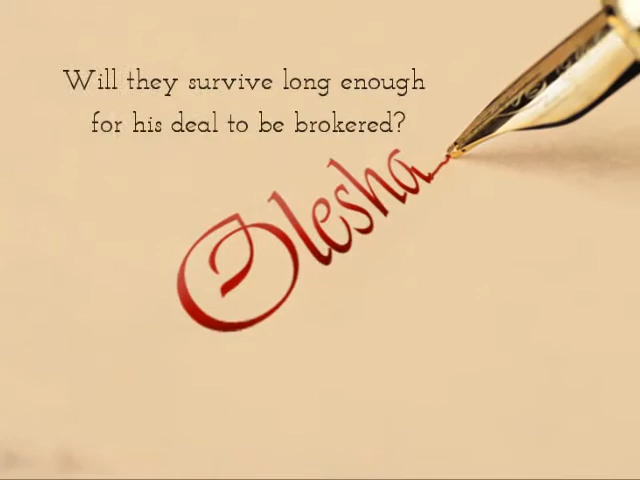 Will they survive long enough
for his deal to be brokered?
Olesha